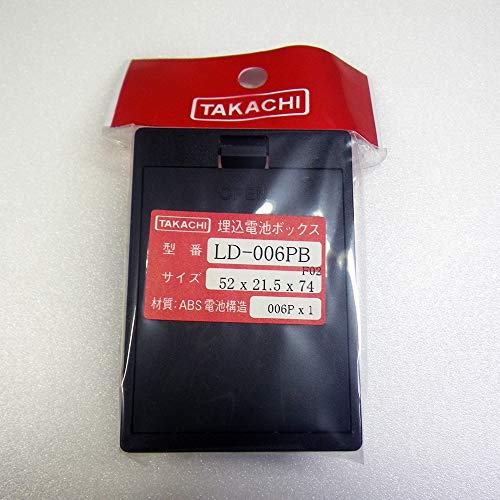 TAKACHI
OPEN
TAKACHI 埋込電池ボックス
型番 LD-006PB
F02
サイズ 52 x 21.5 x 74
材質:ABS 電池構造 006P x 1